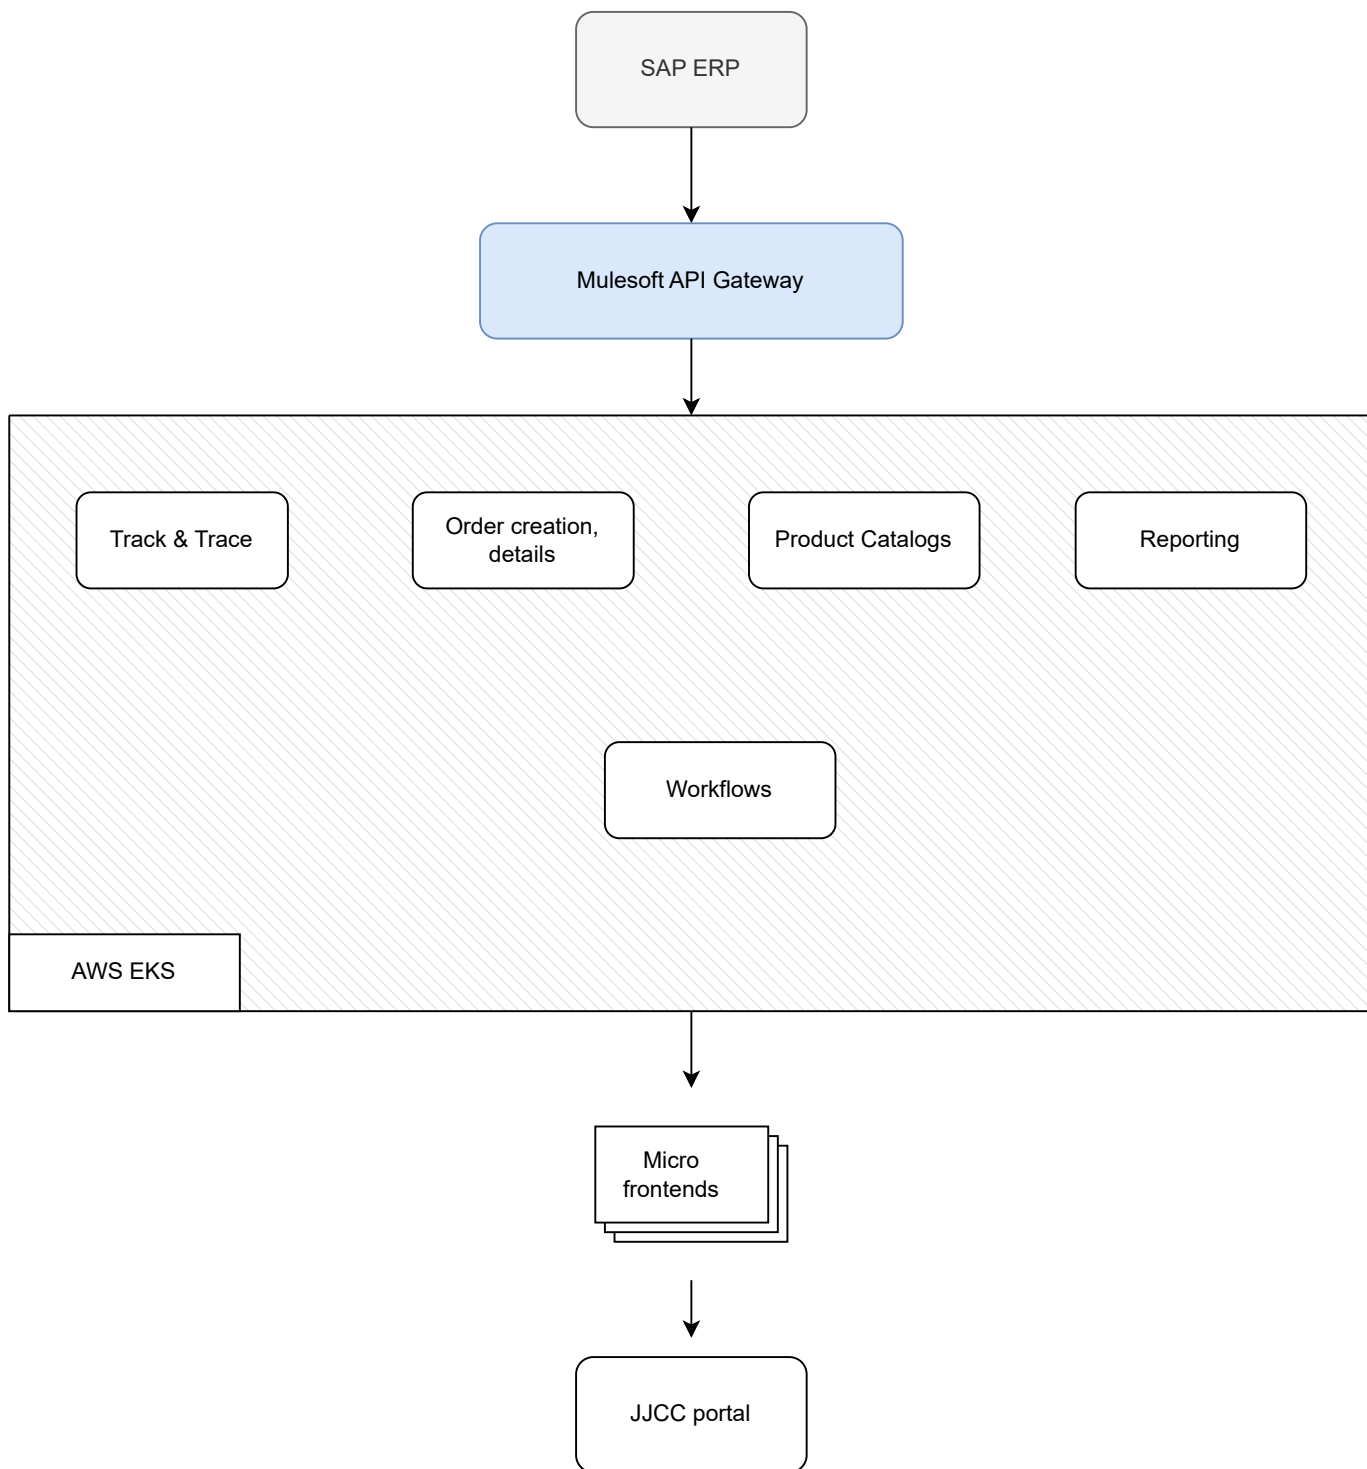 SAP ERP
Mulesoft API Gateway
Track & Trace
Order creation,
details
Product Catalogs
Reporting
Workflows
AWS EKS
Micro
frontends
JJCC portal